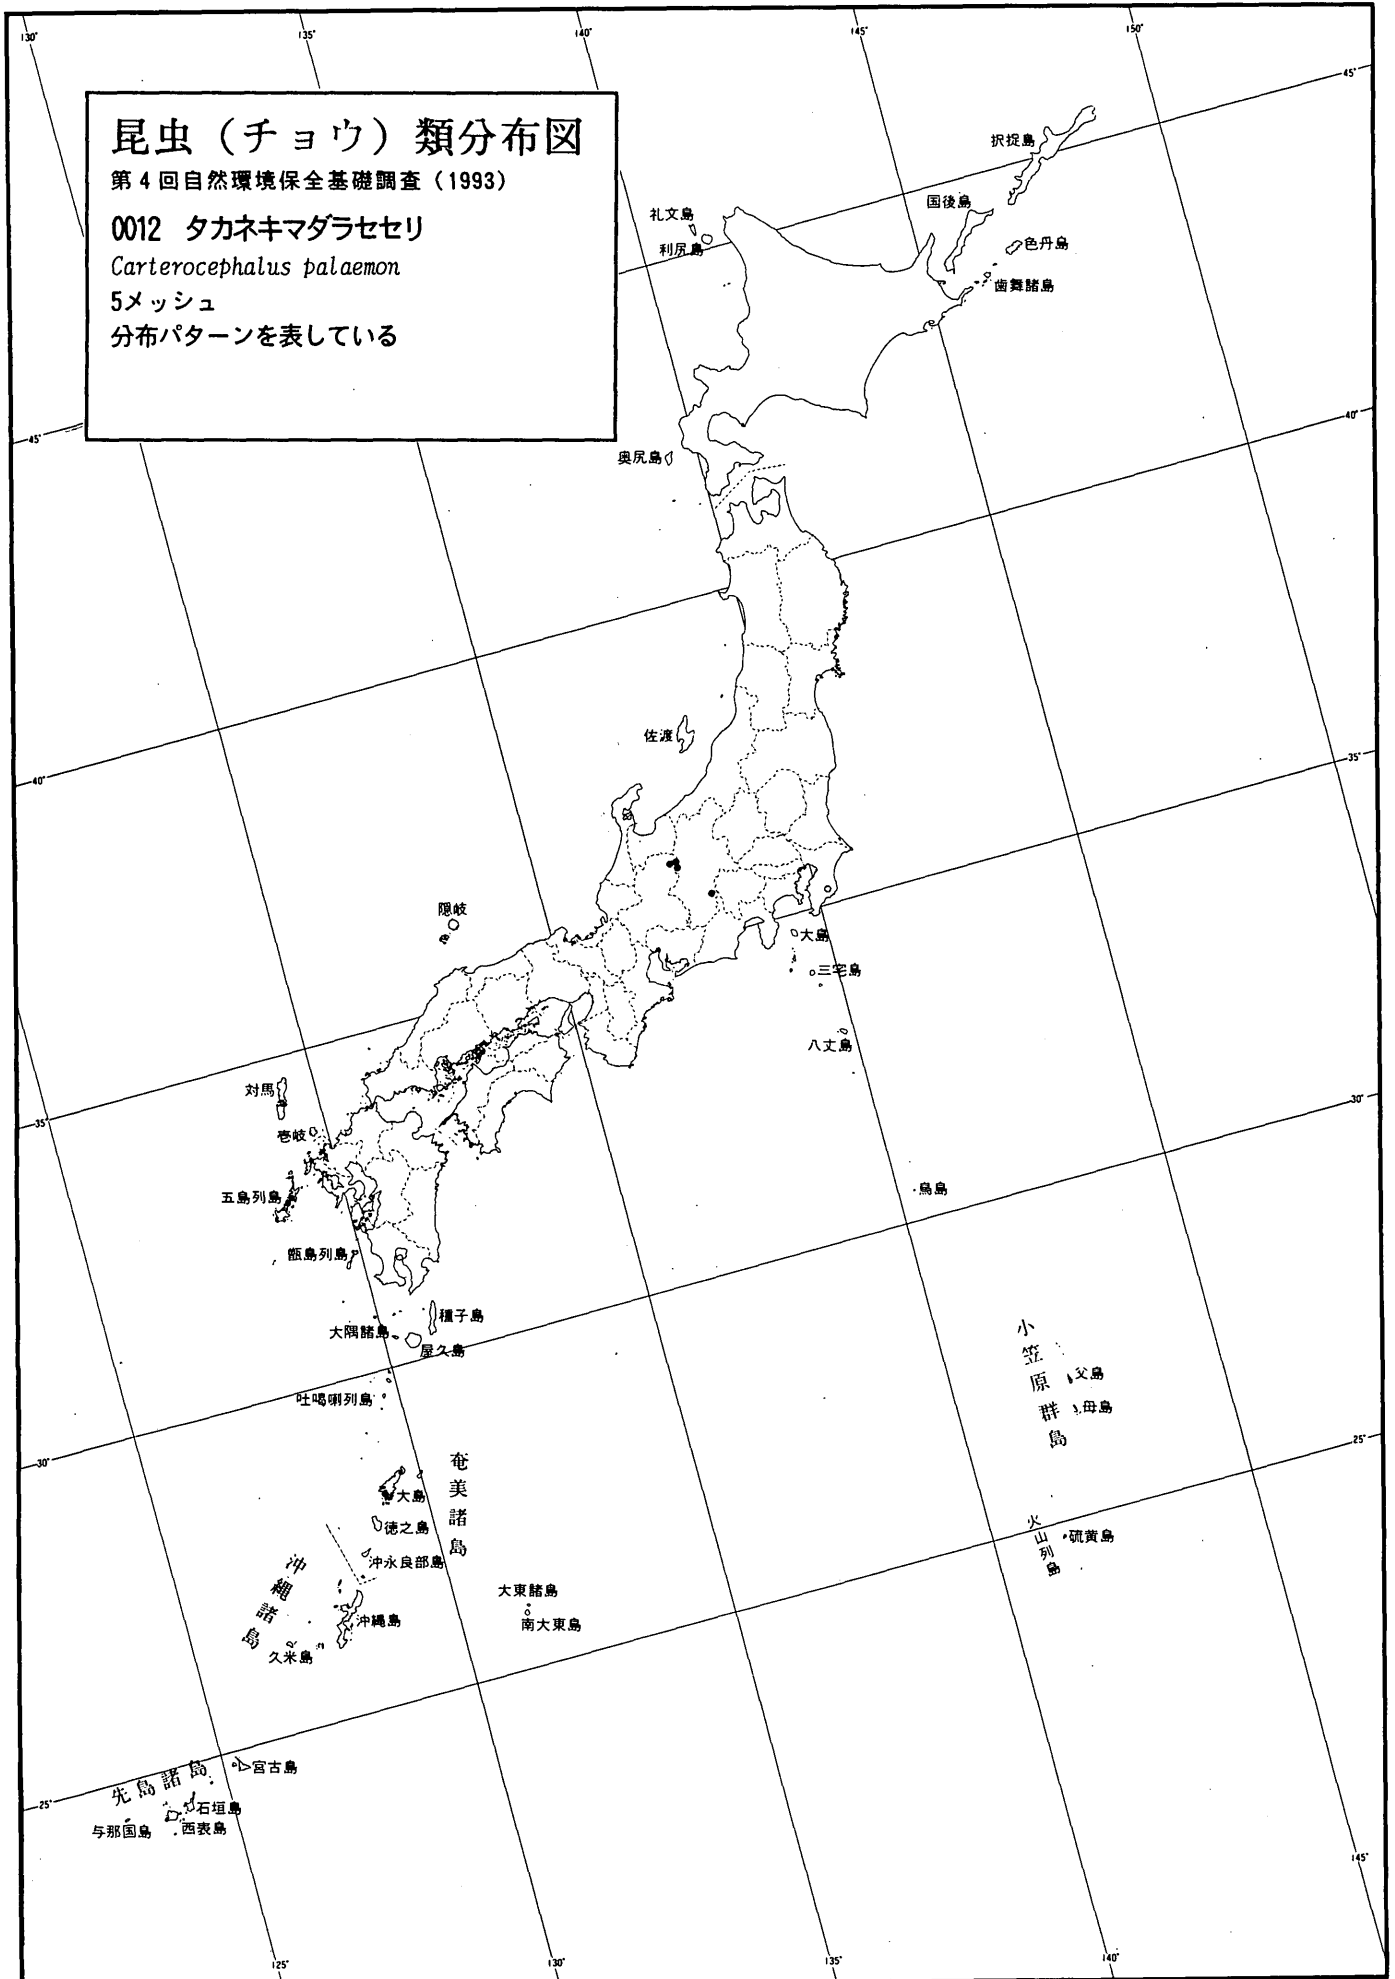 130°
135°
140°
145°
150°
45°
昆虫（チョウ）類分布図
第4回自然環境保全基礎調査（1993）
0012 タカネキマダラセセリ
Carterocephalus palaemon
5メッシュ
分布パターンを表している
択捉島
国後島
礼文島
利尻島
色丹島
歯舞諸島
45°
40°
奥尻島
佐渡
40°
35°
隠岐
大島
三宅島
八丈島
対馬
壱岐
35°
30°
五島列島
鳥島
甑島列島
種子島
大隅諸島
屋久島
小笠原群島
父島
母島
吐噶喇列島
25°
30°
奄美諸島
大島
徳之島
沖永良部島
火山列島
硫黄島
沖縄諸島
大東諸島
南大東島
沖縄島
久米島
宮古島
先島諸島
石垣島
西表島
与那国島
25°
145°
125°
130°
135°
140°